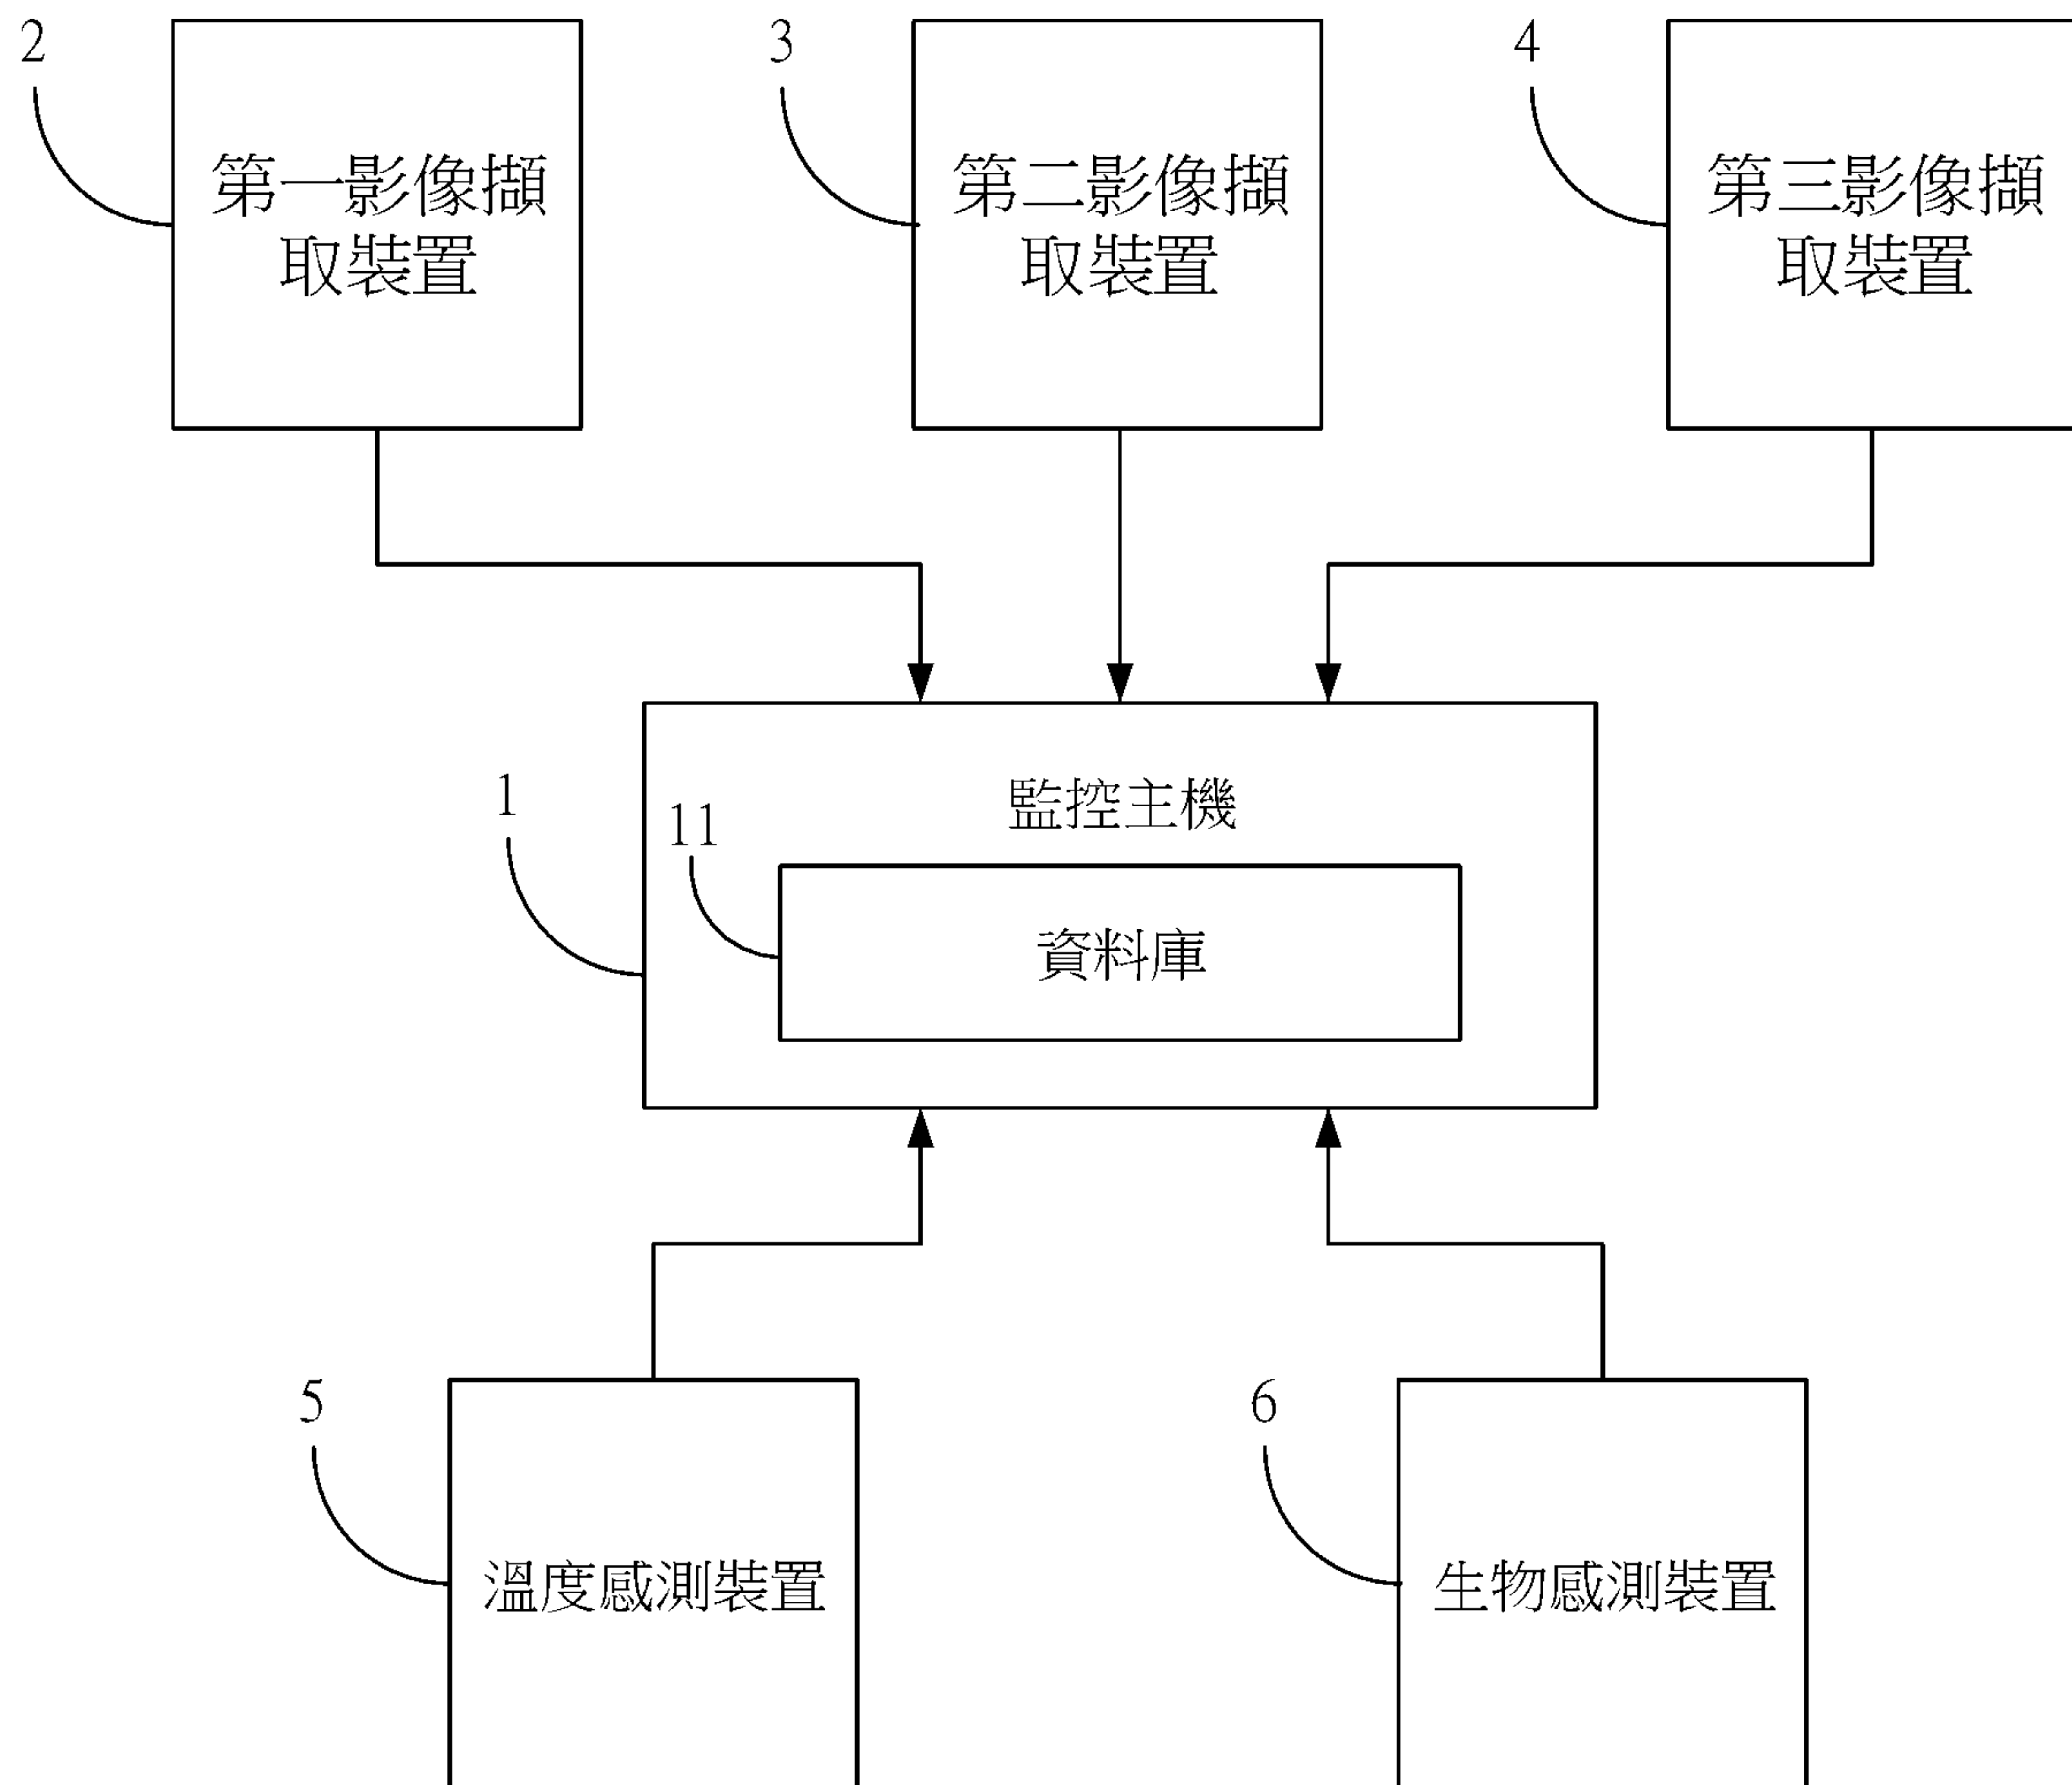 2
第一影像擷
取裝置
3
第二影像擷
取裝置
4
第三影像擷
取裝置
1
監控主機
11
資料庫
5
溫度感測裝置
6
生物感測裝置